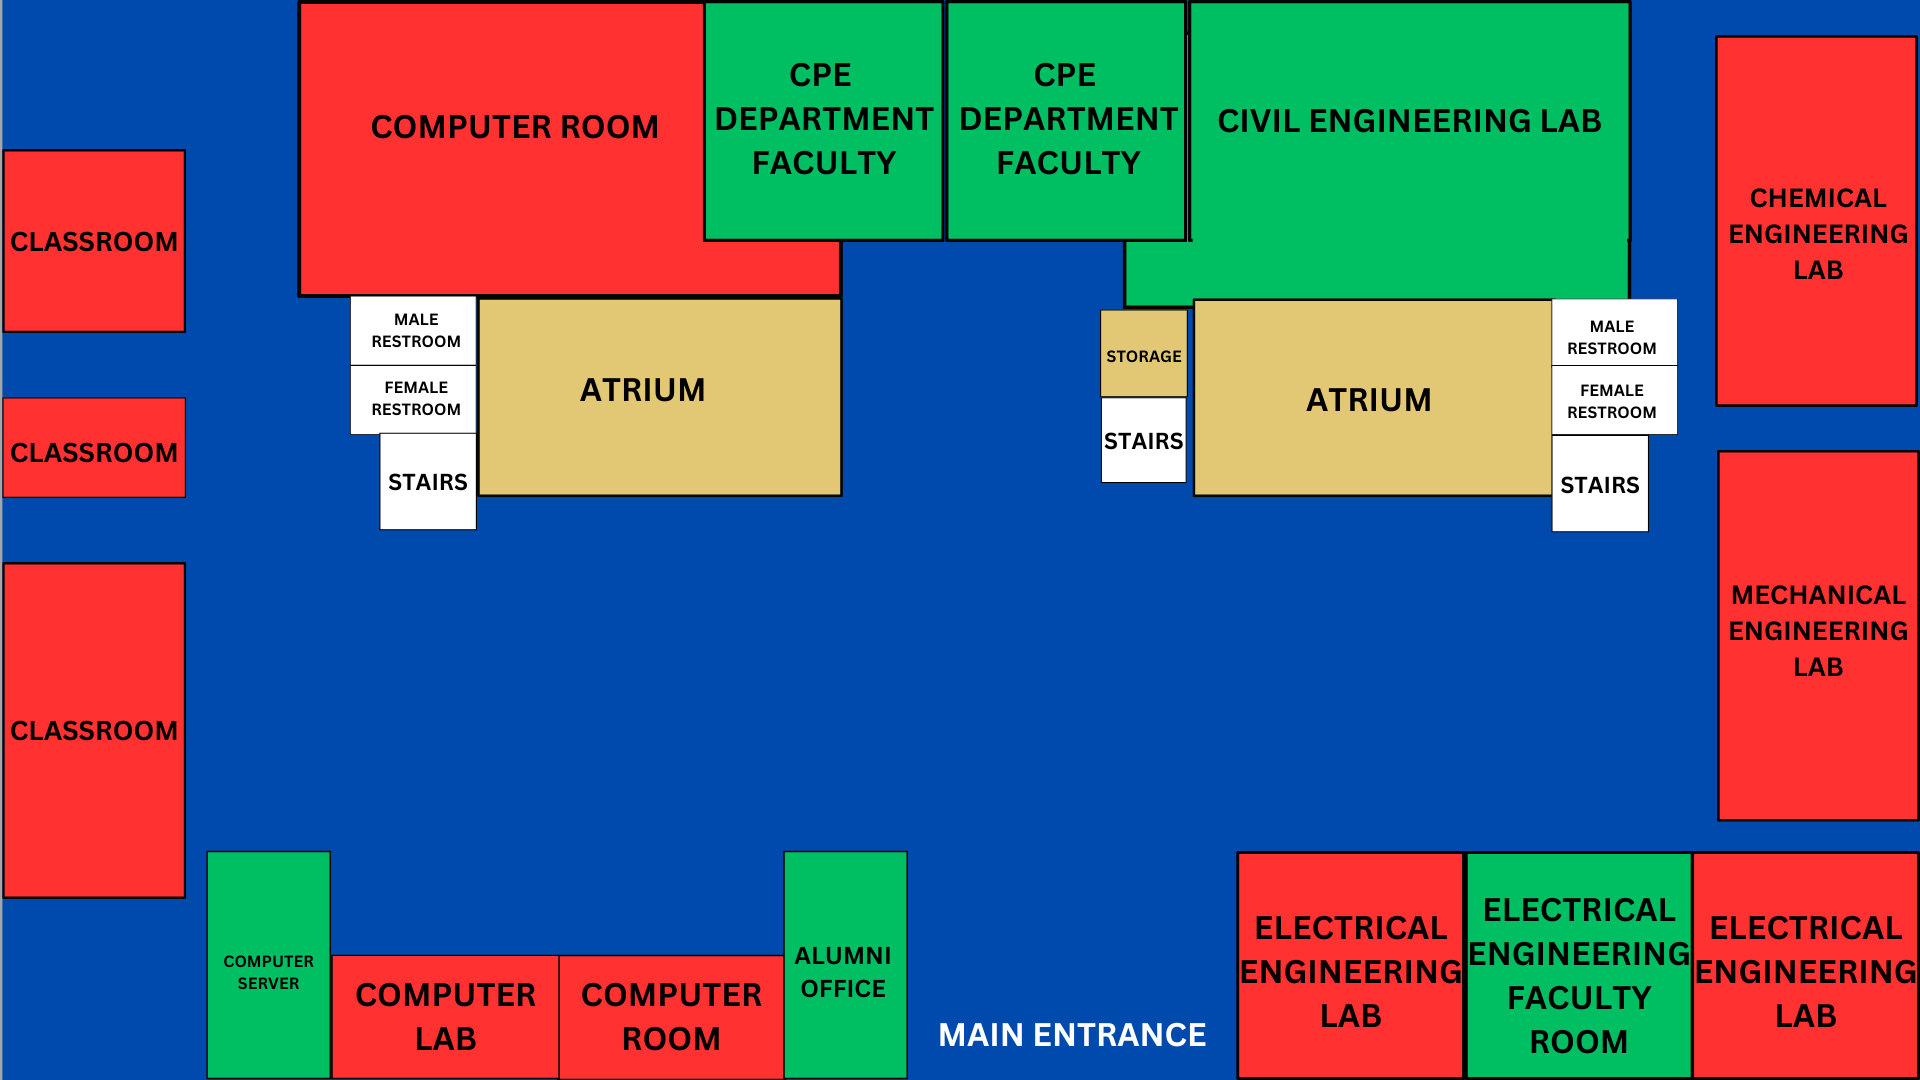 COMPUTER ROOM
CPE
DEPARTMENT
FACULTY
CPE
DEPARTMENT
FACULTY
CIVIL ENGINEERING LAB
CHEMICAL
ENGINEERING
LAB
CLASSROOM
MALE
RESTROOM
FEMALE
RESTROOM
STAIRS
ATRIUM
STORAGE
STAIRS
ATRIUM
MALE
RESTROOM
FEMALE
RESTROOM
STAIRS
CLASSROOM
MECHANICAL
ENGINEERING
LAB
CLASSROOM
COMPUTER
SERVER
COMPUTER
LAB
COMPUTER
ROOM
ALUMNI
OFFICE
MAIN ENTRANCE
ELECTRICAL
ENGINEERING
LAB
ELECTRICAL
ENGINEERING
FACULTY
ROOM
ELECTRICAL
ENGINEERING
LAB